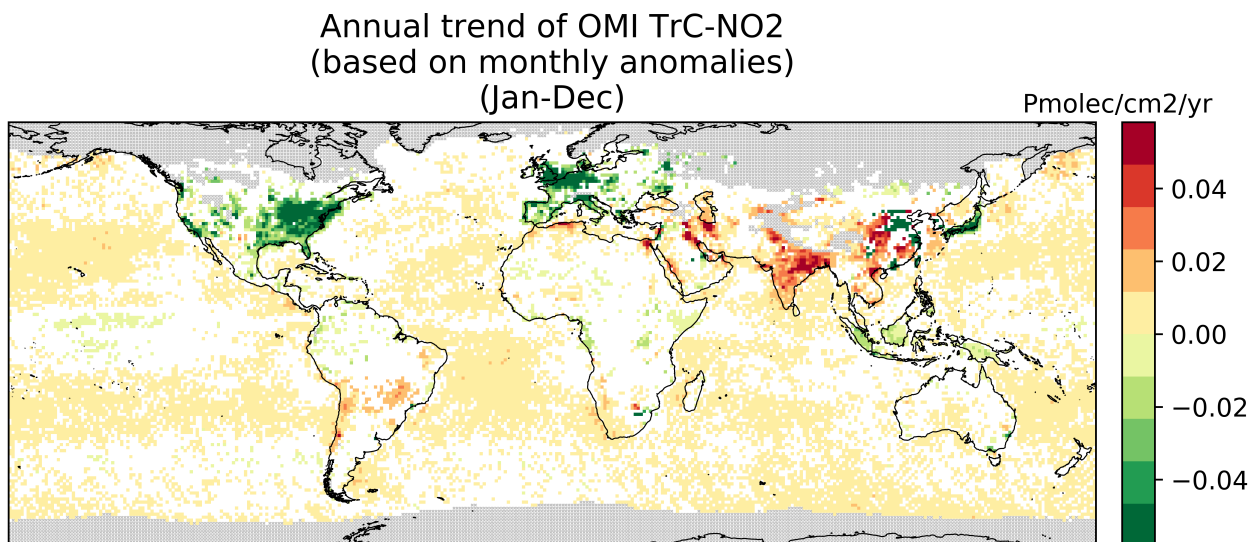 Annual trend of OMI TrC-NO2
(based on monthly anomalies)
(Jan-Dec)
Pmolec/cm2/yr
0.04
0.02
0.00
−0.02
−0.04